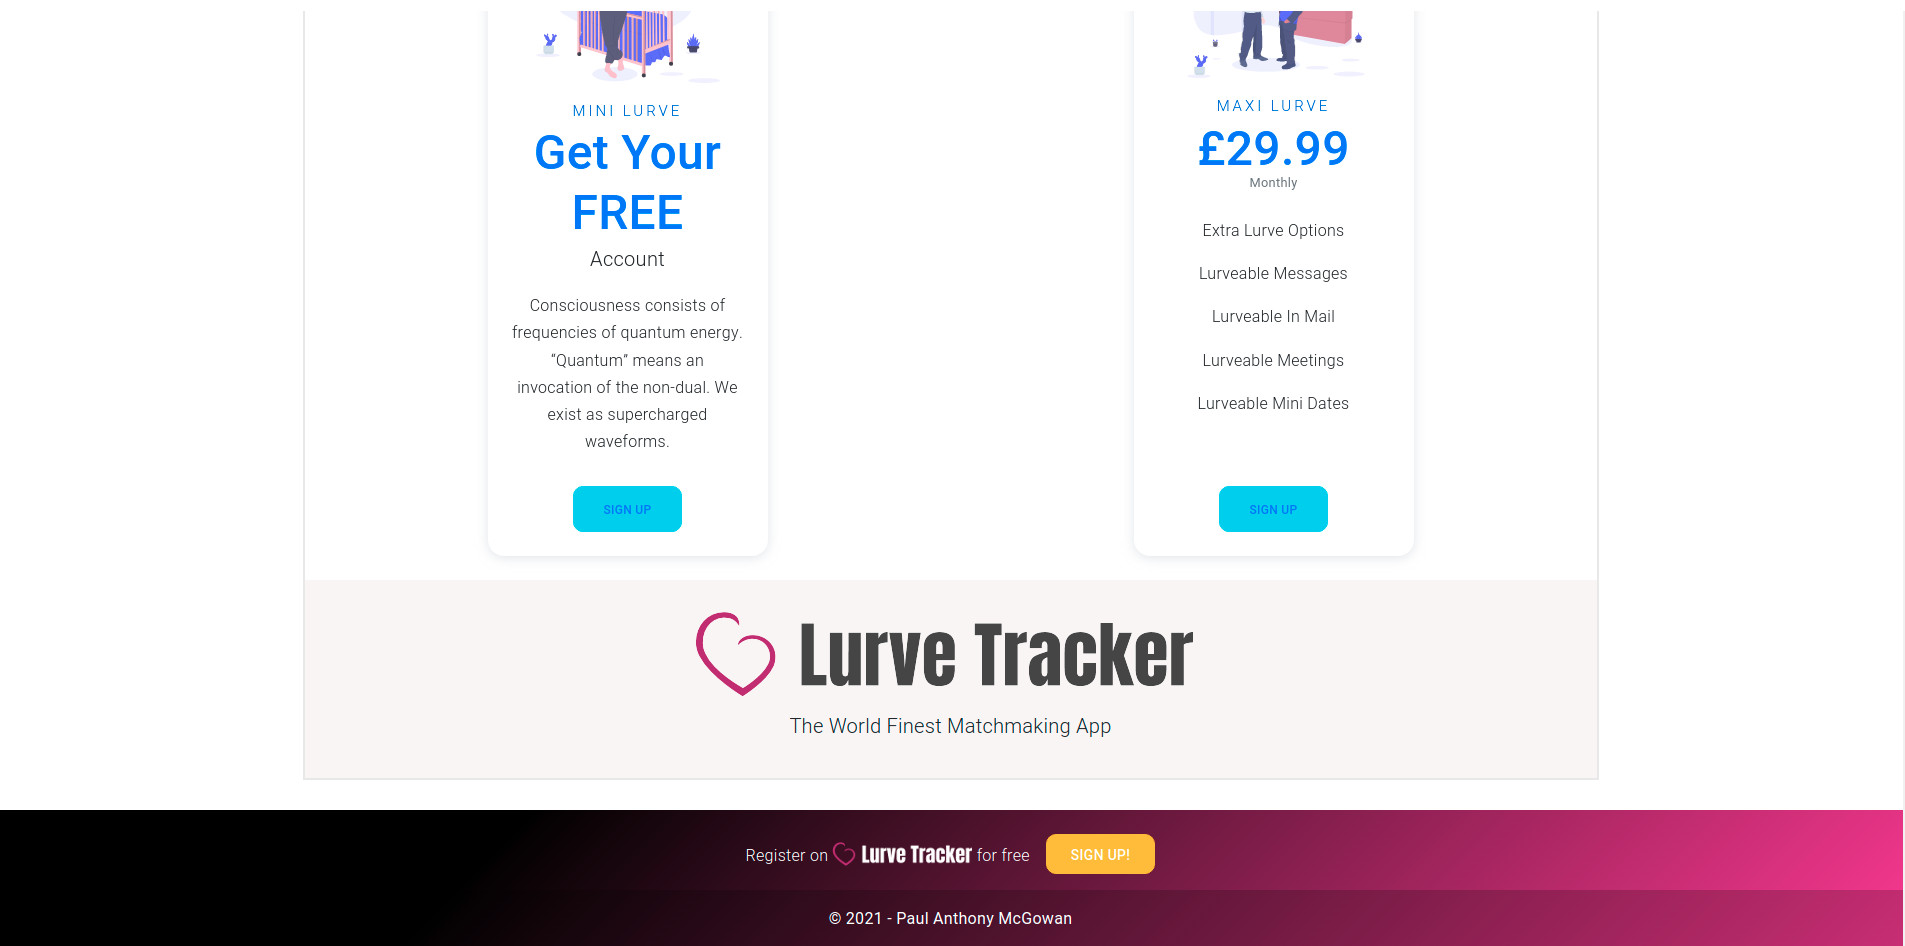 MINI LURVE
Get Your
FREE
Account
Consciousness consists of
frequencies of quantum energy.
“Quantum” means an
invocation of the non-dual. We
exist as supercharged
waveforms.
SIGN UP
MAXI LURVE
£29.99
Monthly
Extra Lurve Options
Lurveable Messages
Lurveable In Mail
Lurveable Meetings
Lurveable Mini Dates
SIGN UP
Lurve Tracker
The World Finest Matchmaking App
Register on Lurve Tracker for free SIGN UP!
© 2021 - Paul Anthony McGowan